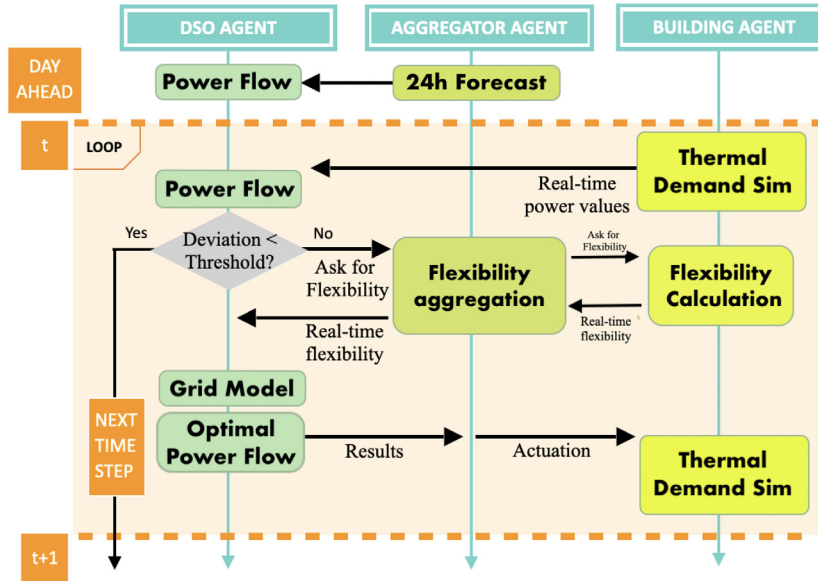 DSO AGENT
AGGREGATOR AGENT
BUILDING AGENT
DAY
AHEAD
Power Flow
24h Forecast
t
LOOP
Thermal
Demand Sim
Power Flow
Real-time
power values
Yes
Deviation <
Threshold?
No
Ask for
Flexibility
Flexibility
aggregation
Ask for
Flexibility
Flexibility
Calculation
Real-time
flexibility
Real-time
flexibility
Grid Model
NEXT
TIME
STEP
Optimal
Power Flow
Results
Actuation
Thermal
Demand Sim
t+1